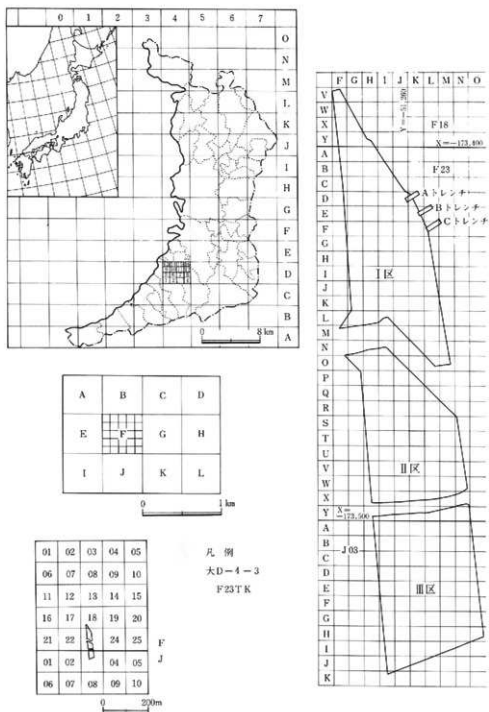 0 1 2 3 4 5 6 7
O
N
M
L
K
J
I
H
G
F
E
D
C
B
A
0 8 km
A B C D
E F G H
I J K L
0 1 km
01 02 03 04 05
06 07 08 09 10
11 12 13 14 15
16 17 18 19 20
21 22 24 25
01 02 04 05
06 07 08 09 10
F
J
0 200m
凡 例
大D-4-3
F23TK
F G H I J K L M N O
V
W
X
Y
A
B
C
D
E
F
G
H
I
J
K
L
M
N
O
P
Q
R
S
T
U
V
W
X
Y
A
B
C
D
E
F
G
H
I
J
K
F18
X=-173,400
F23
Aトレンチ
Bトレンチ
Cトレンチ
I区
II区
X=
-173,500
J03
III区